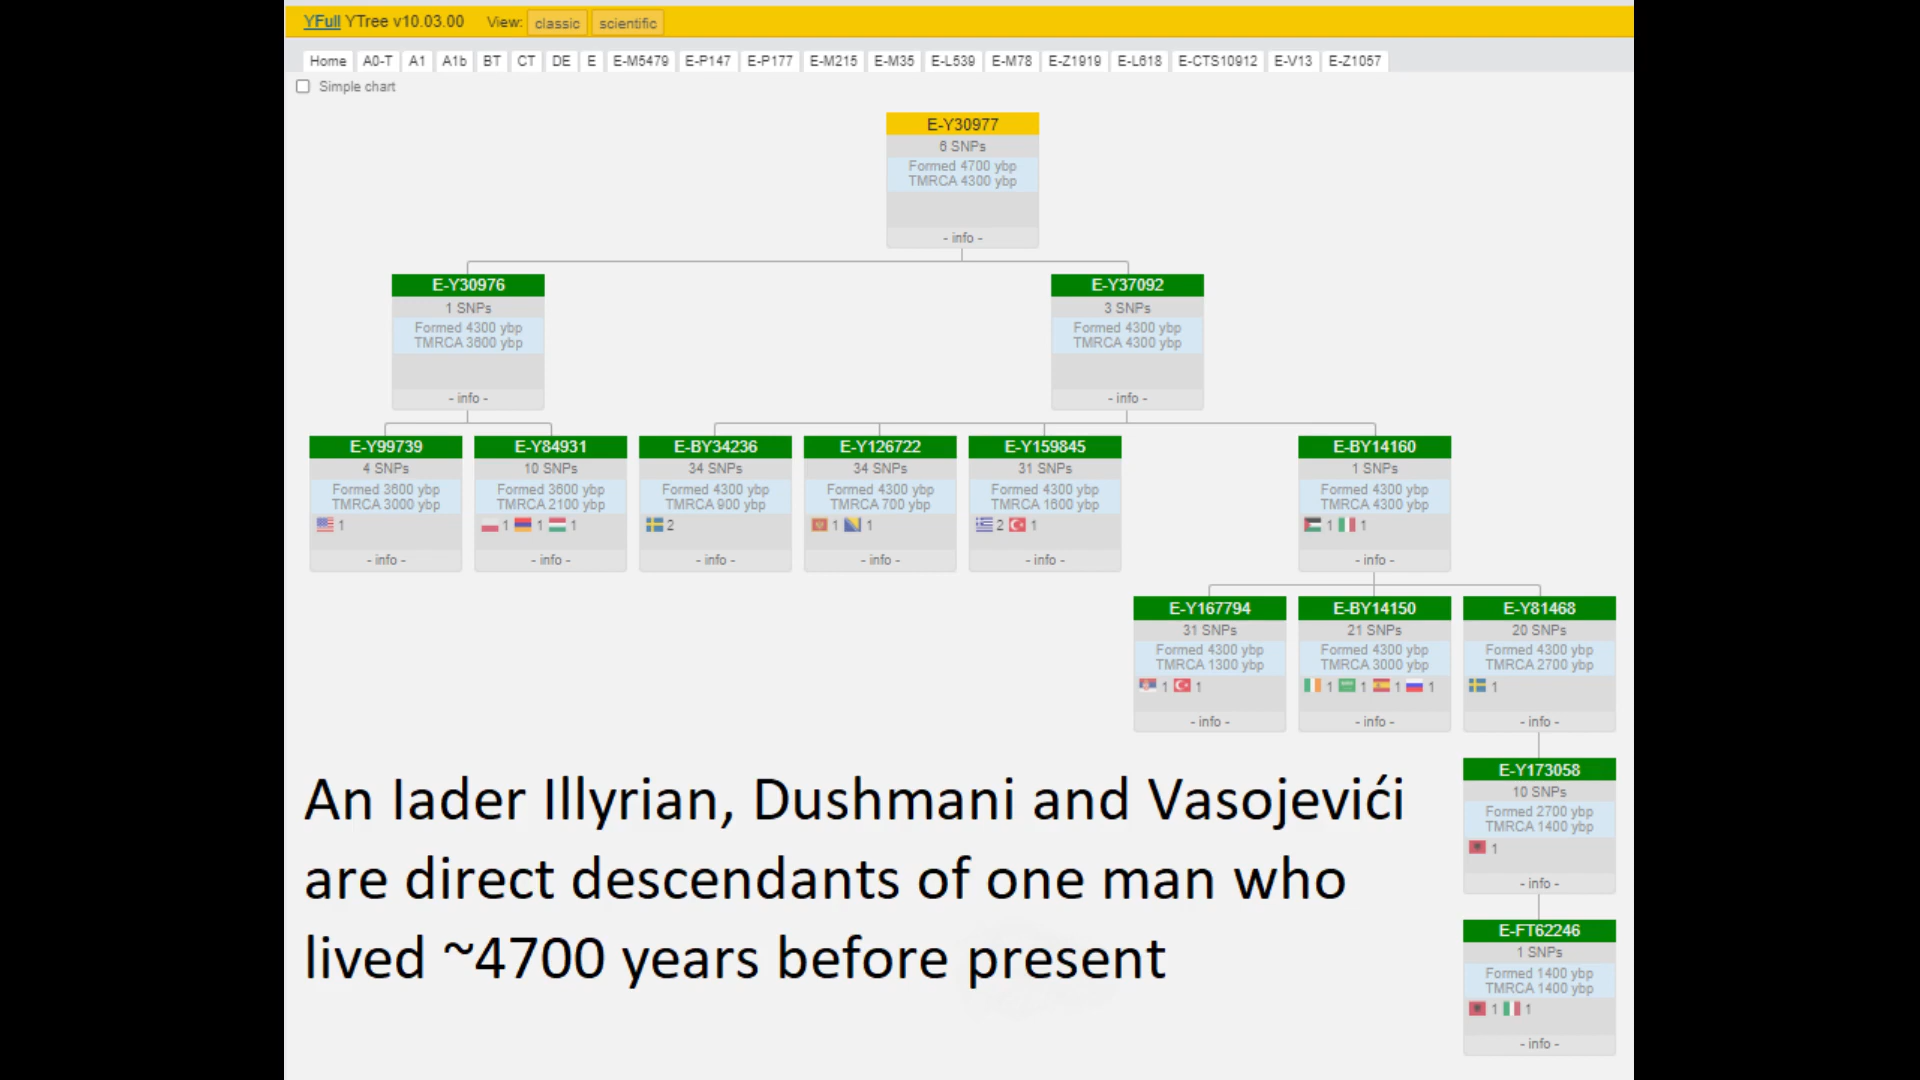 YFull YTree v10.03.00 View: classic scientific
Home A0-T A1 A1b BT CT DE E E-M5479 E-P147 E-P177 E-M215 E-M35 E-L539 E-M78 E-Z1919 E-L618 E-CTS10912 E-V13 E-Z1057
Simple chart
E-Y30977
6 SNPs
Formed 4700 ybp
TMRCA 4300 ybp
- info -
E-Y30976
1 SNPs
Formed 4300 ybp
TMRCA 3600 ybp
- info -
E-Y37092
3 SNPs
Formed 4300 ybp
TMRCA 4300 ybp
- info -
E-Y99739
4 SNPs
Formed 3600 ybp
TMRCA 3000 ybp
1
- info -
E-Y84931
10 SNPs
Formed 3600 ybp
TMRCA 2100 ybp
1 1 1
- info -
E-BY34236
34 SNPs
Formed 4300 ybp
TMRCA 900 ybp
2
- info -
E-Y126722
34 SNPs
Formed 4300 ybp
TMRCA 700 ybp
1 1
- info -
E-Y159845
31 SNPs
Formed 4300 ybp
TMRCA 1600 ybp
2 1
- info -
E-BY14160
1 SNPs
Formed 4300 ybp
TMRCA 4300 ybp
1 1
- info -
E-Y167794
31 SNPs
Formed 4300 ybp
TMRCA 1300 ybp
1 1
- info -
E-BY14150
21 SNPs
Formed 4300 ybp
TMRCA 3000 ybp
1 1 1 1
- info -
E-Y81468
20 SNPs
Formed 4300 ybp
TMRCA 2700 ybp
1
- info -
E-Y173058
10 SNPs
Formed 2700 ybp
TMRCA 1400 ybp
1
- info -
E-FT62246
1 SNPs
Formed 1400 ybp
TMRCA 1400 ybp
1 1
- info -
An Iader Illyrian, Dushmani and Vasojevići
are direct descendants of one man who
lived ~4700 years before present